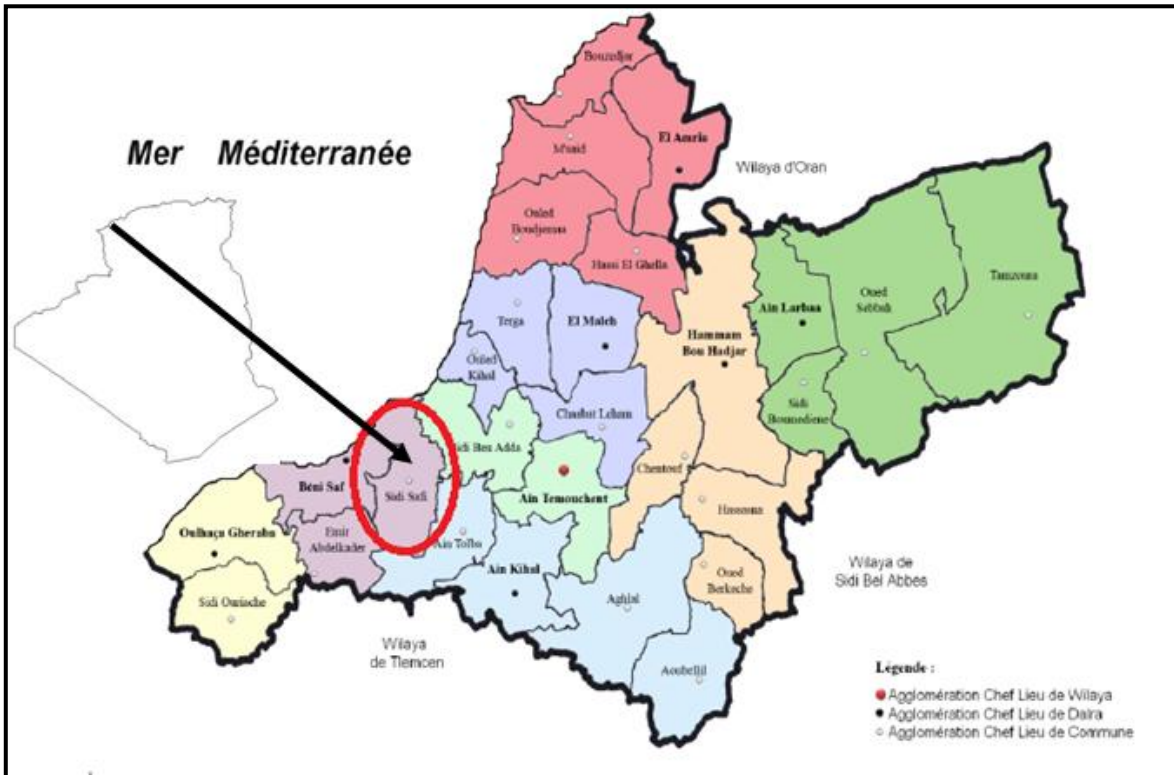 Mer Méditerranée
Bouzedjar
El Amria
M'said
Wilaya d'Oran
Ouled
Boudjemaa
Hassi El Ghella
Tamzoura
Oued
Sebbah
Ain Larbaa
Terga
El Maleh
Hammam
Bou Hadjar
Ouled
Kihal
Sidi
Boumediene
Chaabat Leham
Sidi Ben Adda
Chentouf
Béni Saf
Sidi Safi
Ain Temouchent
Hassasna
Oulhaça Gheraba
Emir
Abdelkader
Ain Tolba
Ain Kihal
Oued
Berkeche
Wilaya de
Sidi Bel Abbes
Aghlal
Sidi Ouriache
Wilaya
de Tlemcen
Aoubellil
Légende :
Agglomération Chef Lieu de Wilaya
Agglomération Chef Lieu de Daïra
Agglomération Chef Lieu de Commune